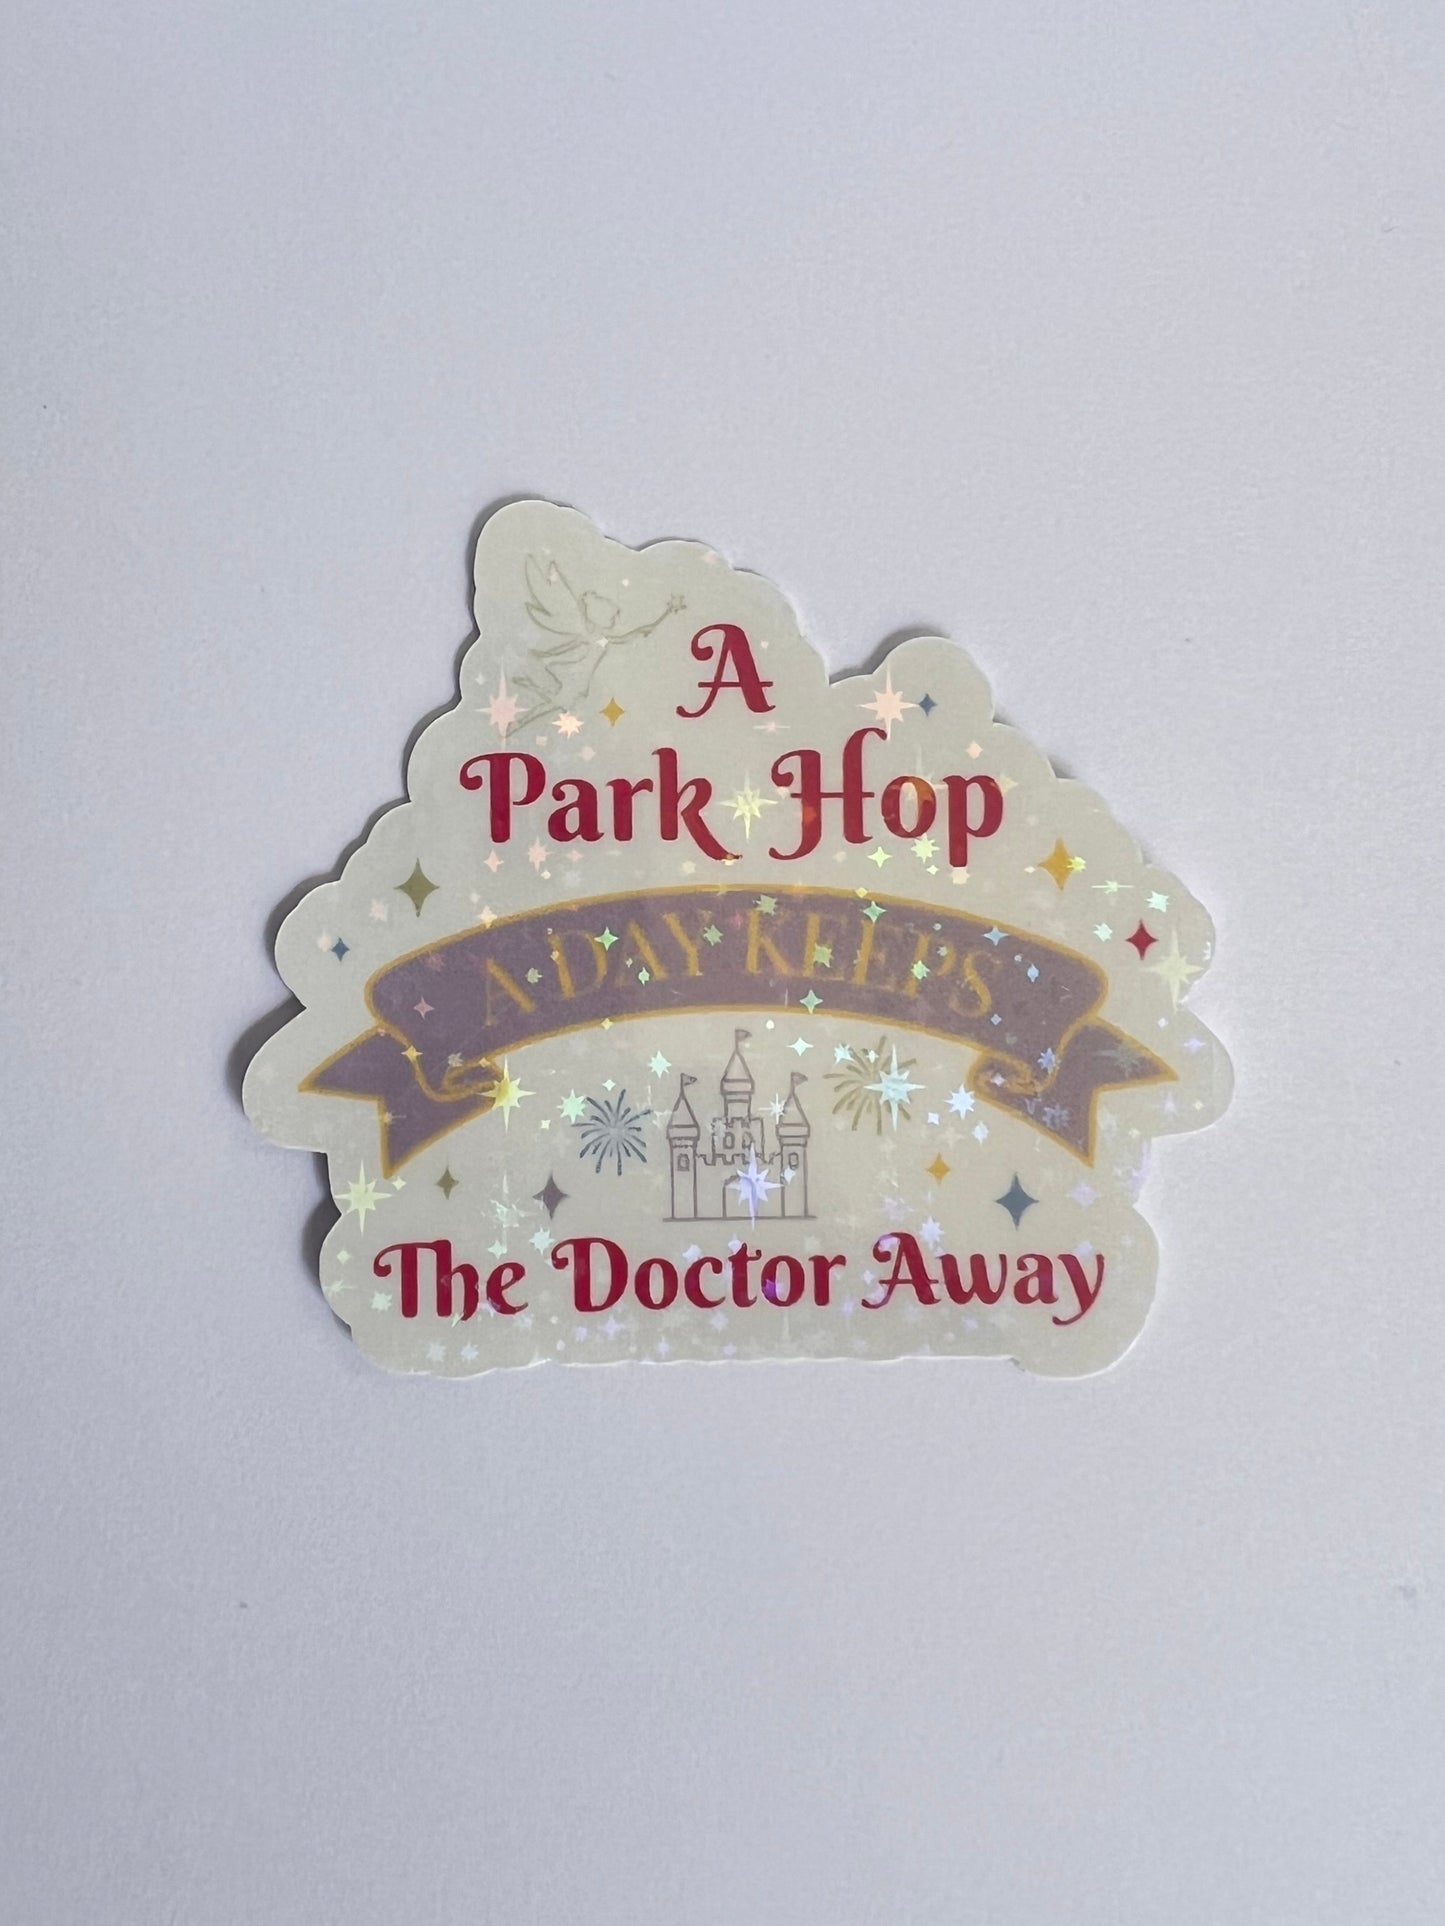 A
Park Hop
A DAY KEEPS
The Doctor Away